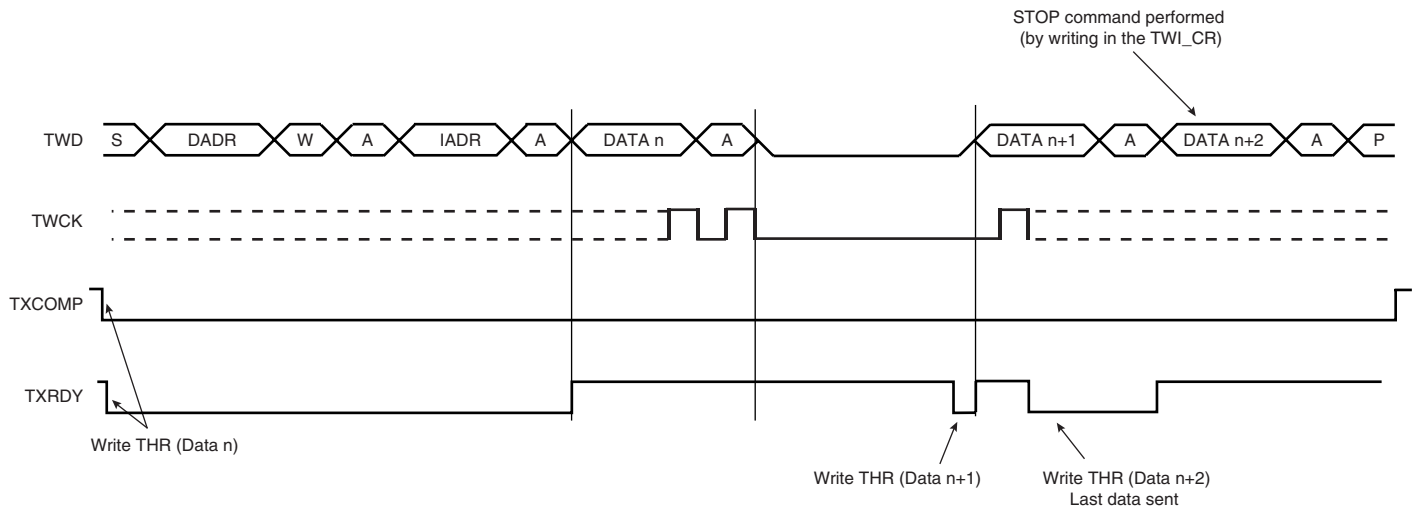 STOP command performed
(by writing in the TWI_CR)
TWD S DADR W A IADR A DATA n A DATA n+1 A DATA n+2 A P
TWCK
TXCOMP
TXRDY
Write THR (Data n)
Write THR (Data n+1)
Write THR (Data n+2)
Last data sent